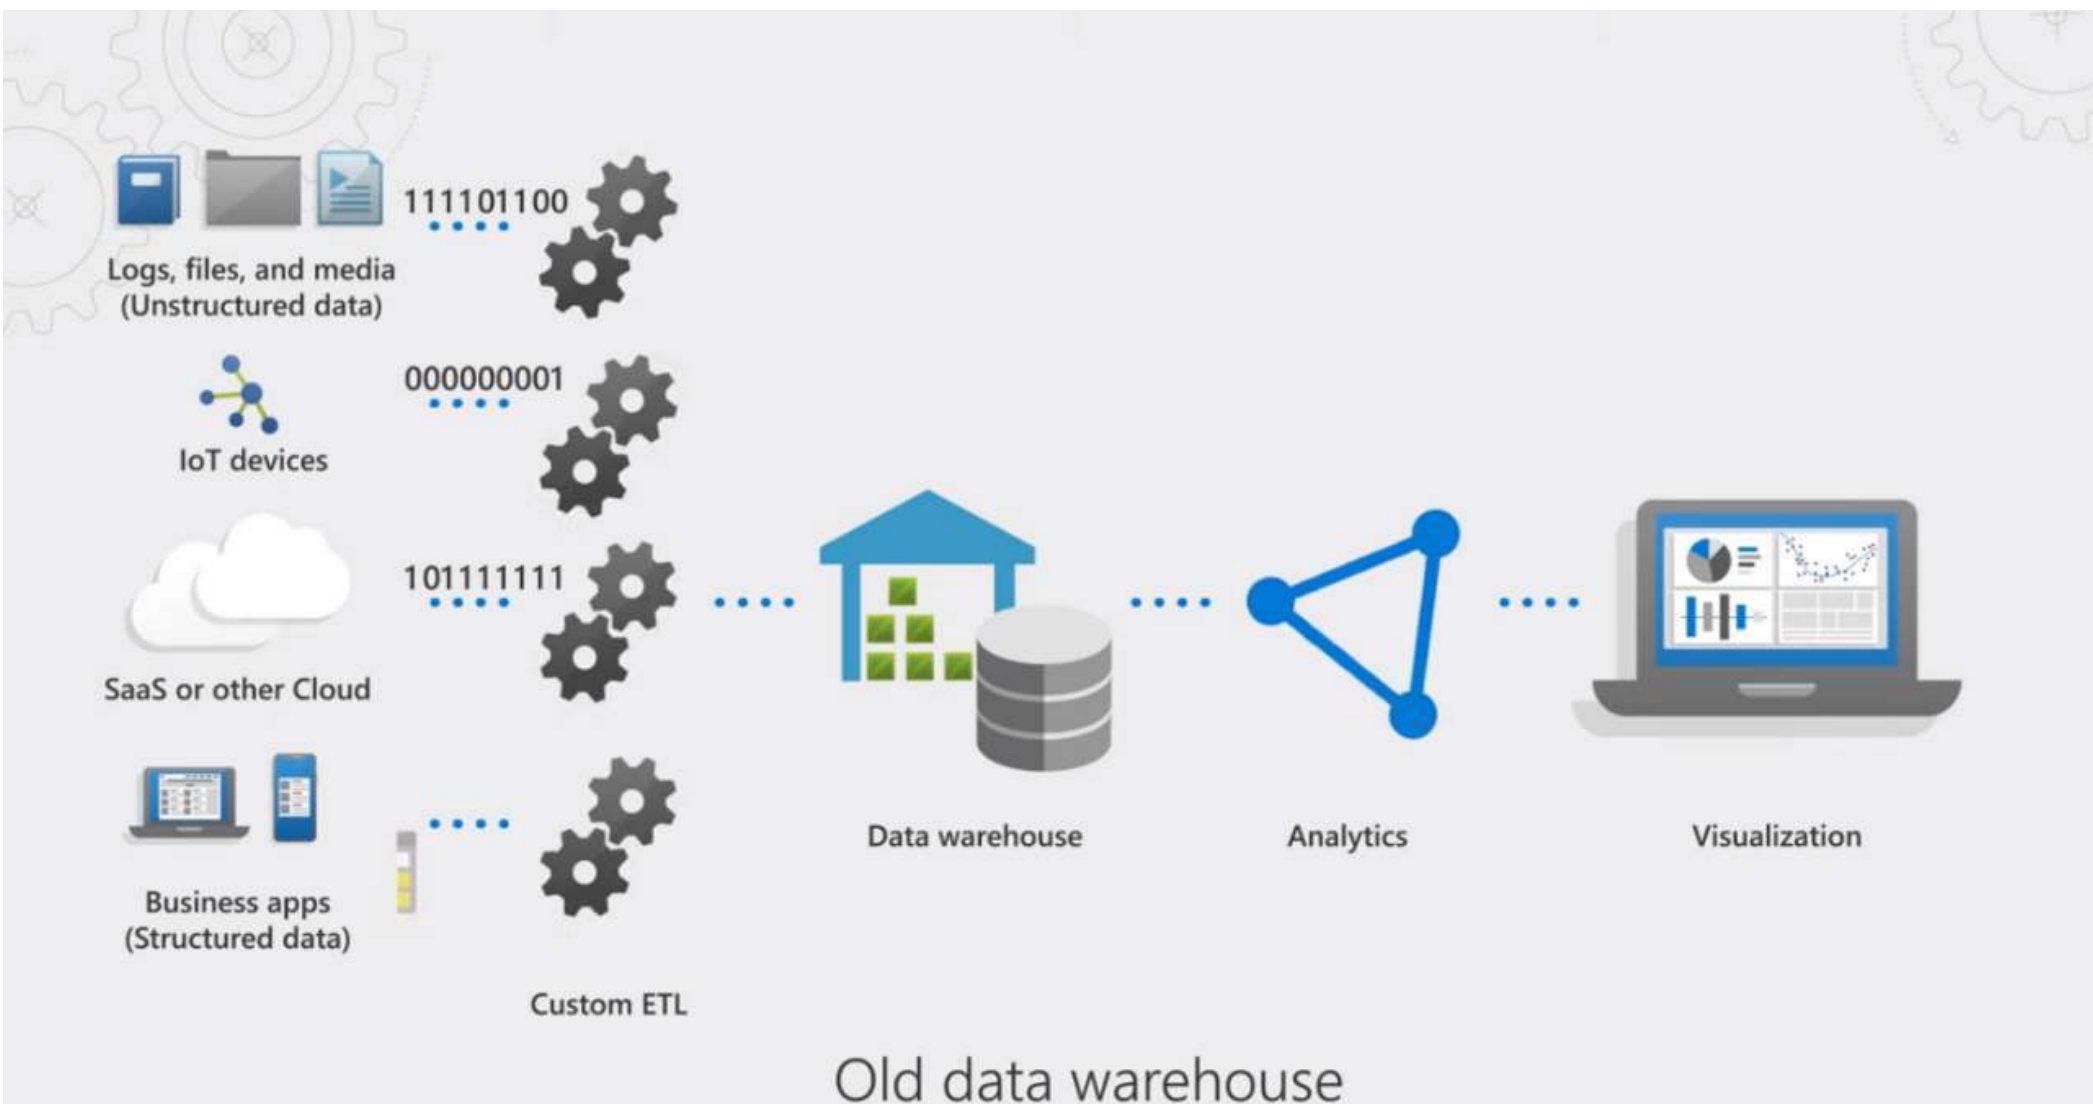 111101100
Logs, files, and media
(Unstructured data)
000000001
IoT devices
101111111
SaaS or other Cloud
Business apps
(Structured data)
Custom ETL
Data warehouse
Analytics
Visualization
Old data warehouse